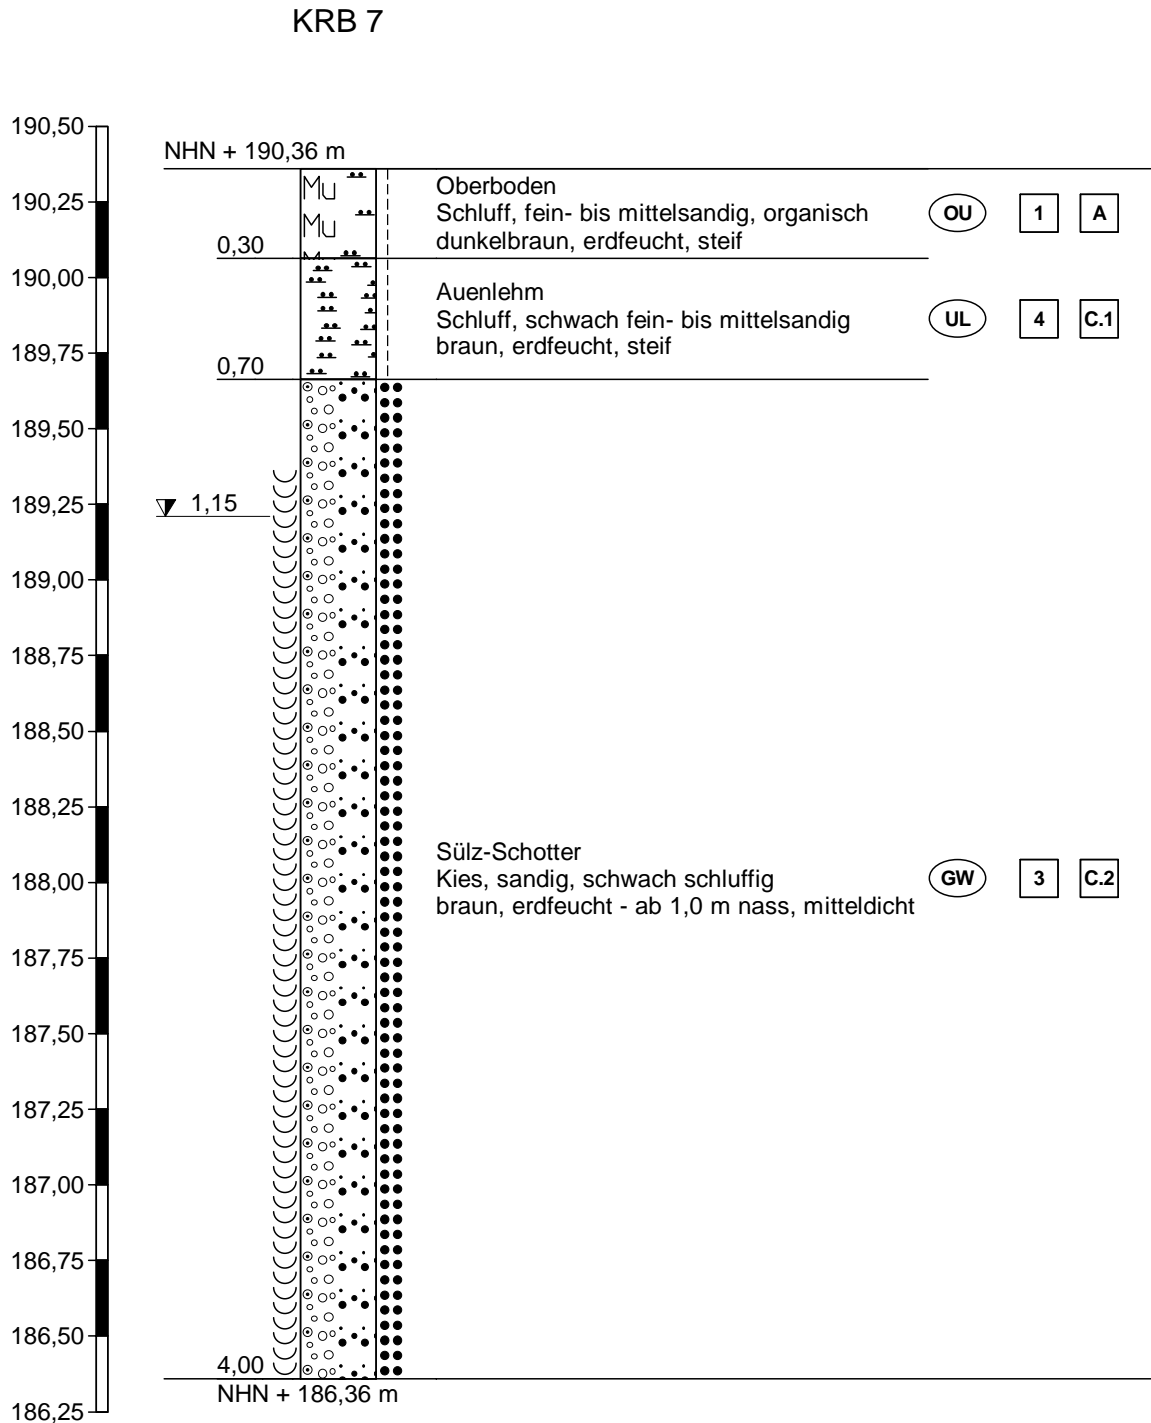 KRB 7
190,50
NHN + 190,36 m
190,25
Mu
Mu
0,30
Oberboden
Schluff, fein- bis mittelsandig, organisch
dunkelbraun, erdfeucht, steif
OU 1 A
190,00
Auenlehm
Schluff, schwach fein- bis mittelsandig
braun, erdfeucht, steif
UL 4 C.1
189,75
0,70
189,50
189,25
1,15
189,00
188,75
188,50
188,25
188,00
Sülz-Schotter
Kies, sandig, schwach schluffig
braun, erdfeucht - ab 1,0 m nass, mitteldicht
GW 3 C.2
187,75
187,50
187,25
187,00
186,75
186,50
4,00
NHN + 186,36 m
186,25